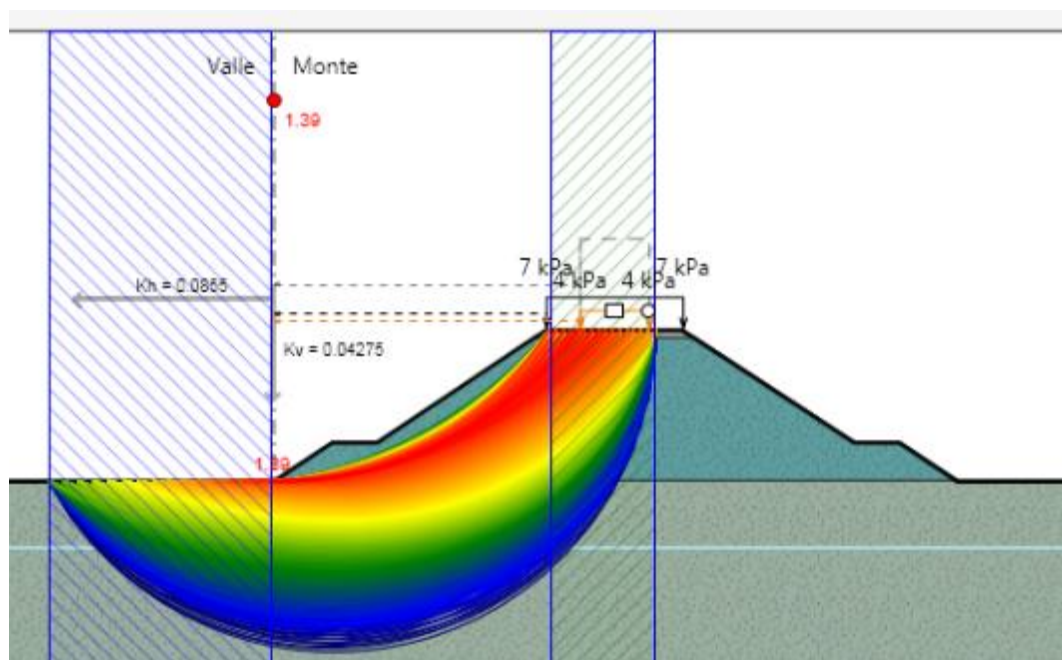 Valle Monte
1.39
7 kPa 7 kPa
4 kPa 4 kPa
Kh = 0.0855
Kv = 0.04275
1.39